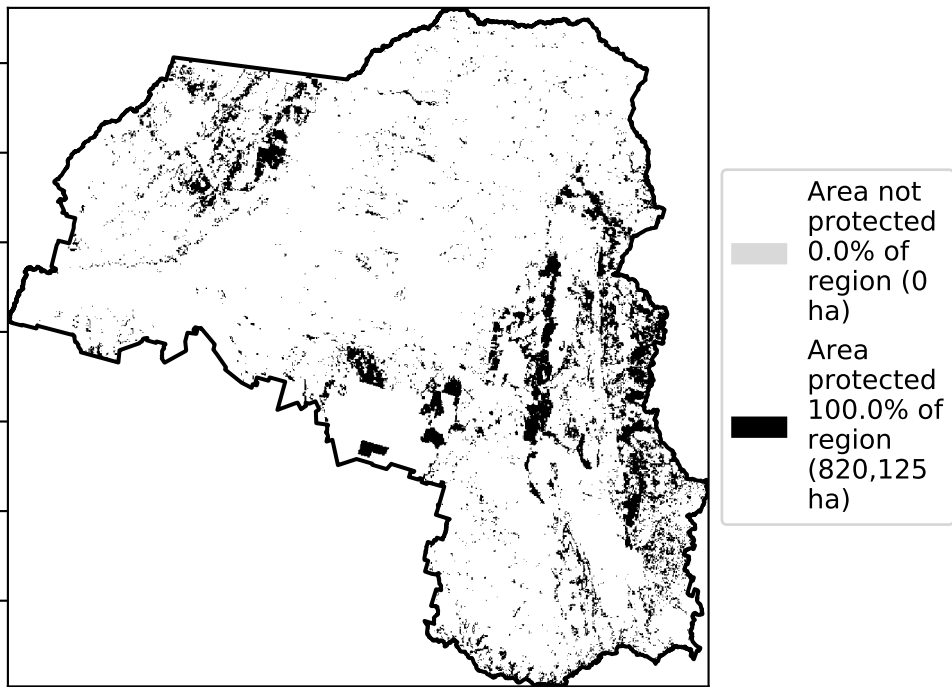 Area not
protected
0.0% of
region (0
ha)
Area
protected
100.0% of
region
(820,125
ha)